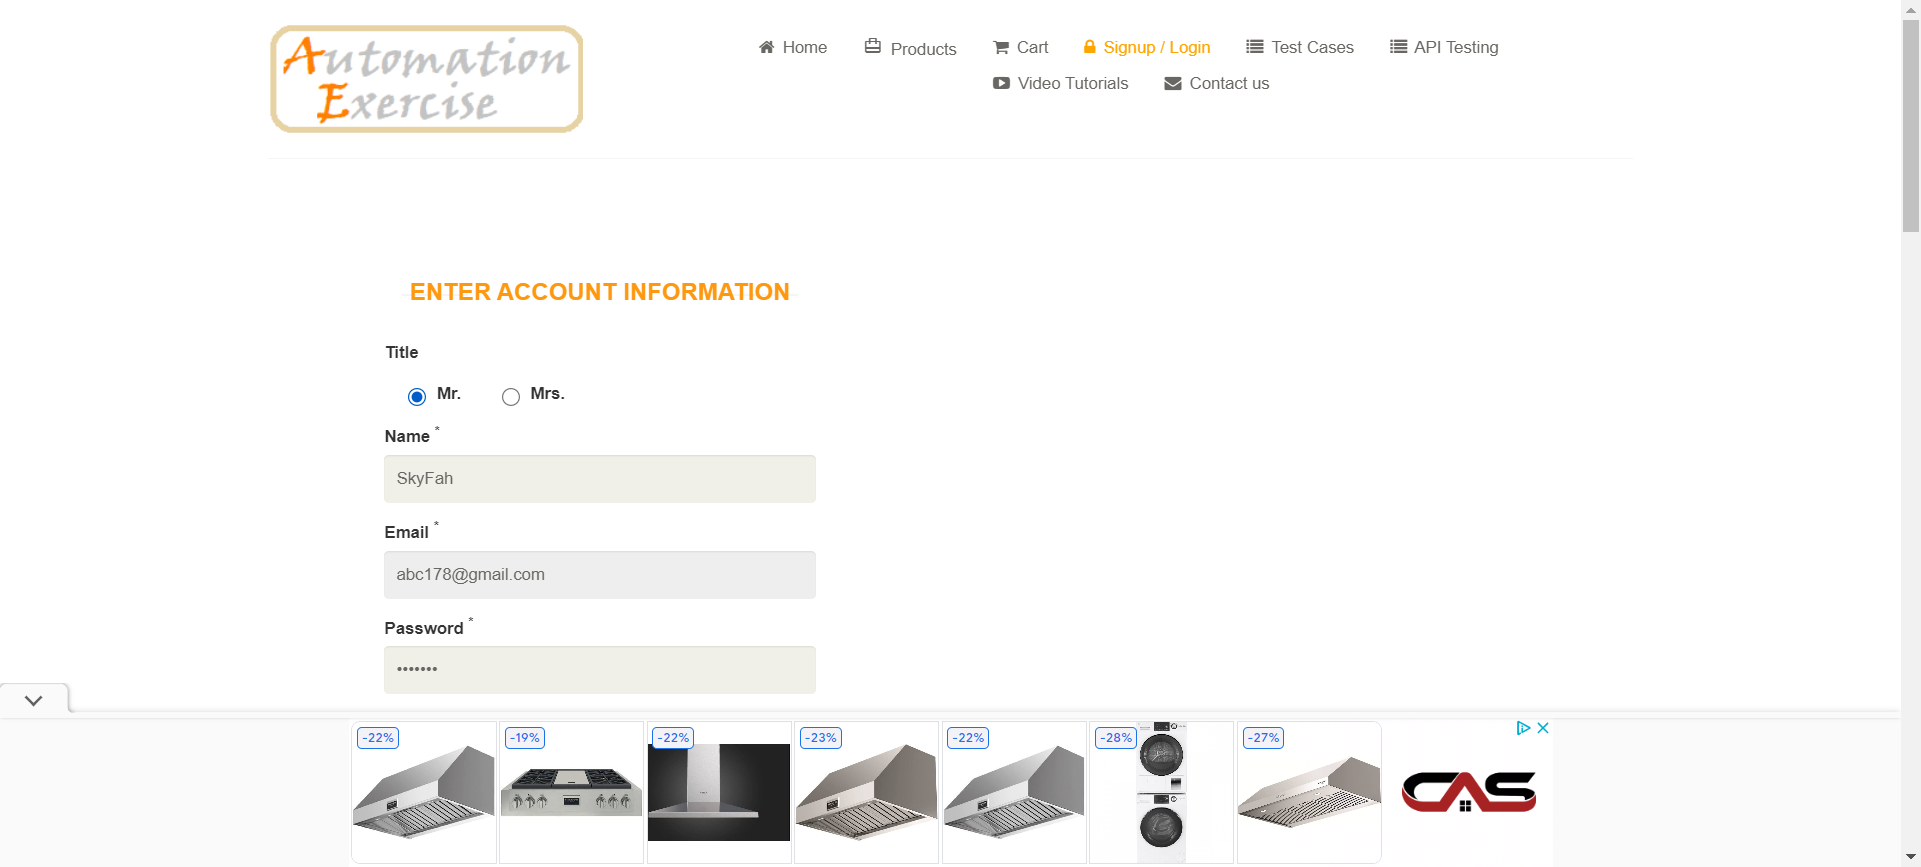 Automation
Exercise
Home
Products
Cart
Signup / Login
Test Cases
API Testing
Video Tutorials
Contact us
ENTER ACCOUNT INFORMATION
Title
Mr.
Mrs.
Name *
SkyFah
Email *
abc178@gmail.com
Password *
•••••••
-22%
-19%
-22%
-23%
-22%
-28%
-27%
CAS